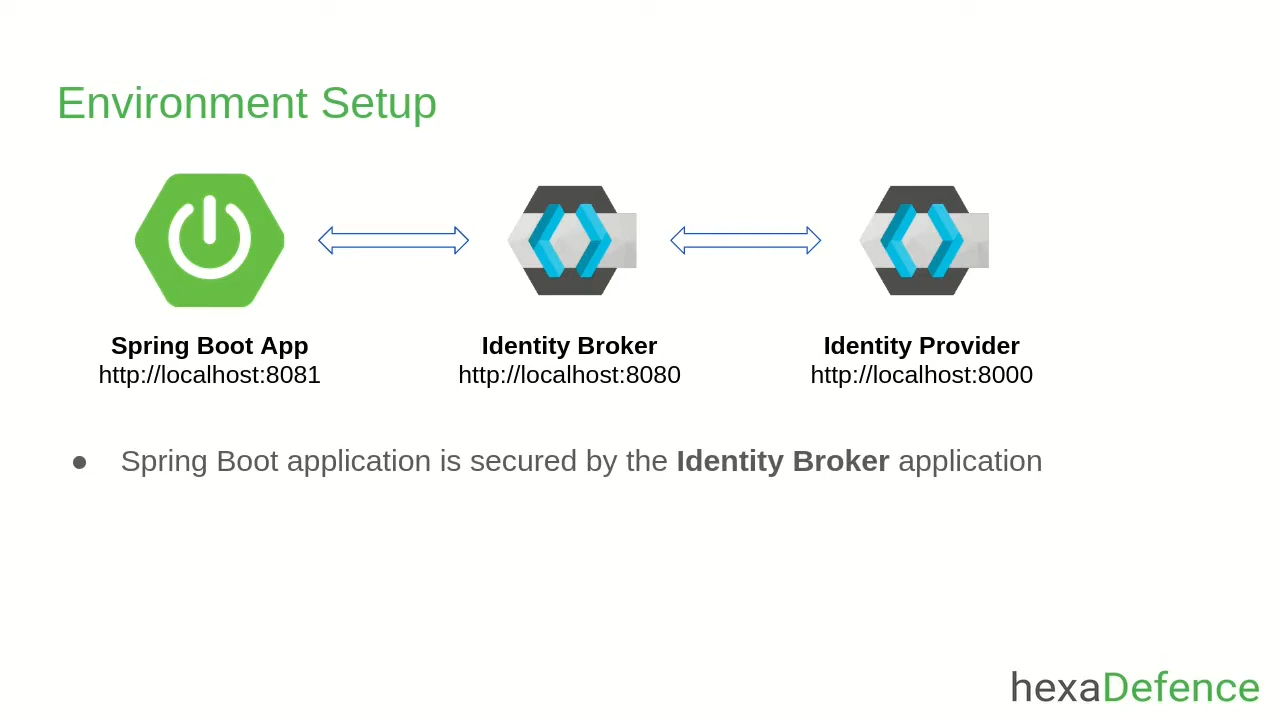 Environment Setup
Spring Boot App
http://localhost:8081
Identity Broker
http://localhost:8080
Identity Provider
http://localhost:8000
● Spring Boot application is secured by the Identity Broker application
hexaDefence